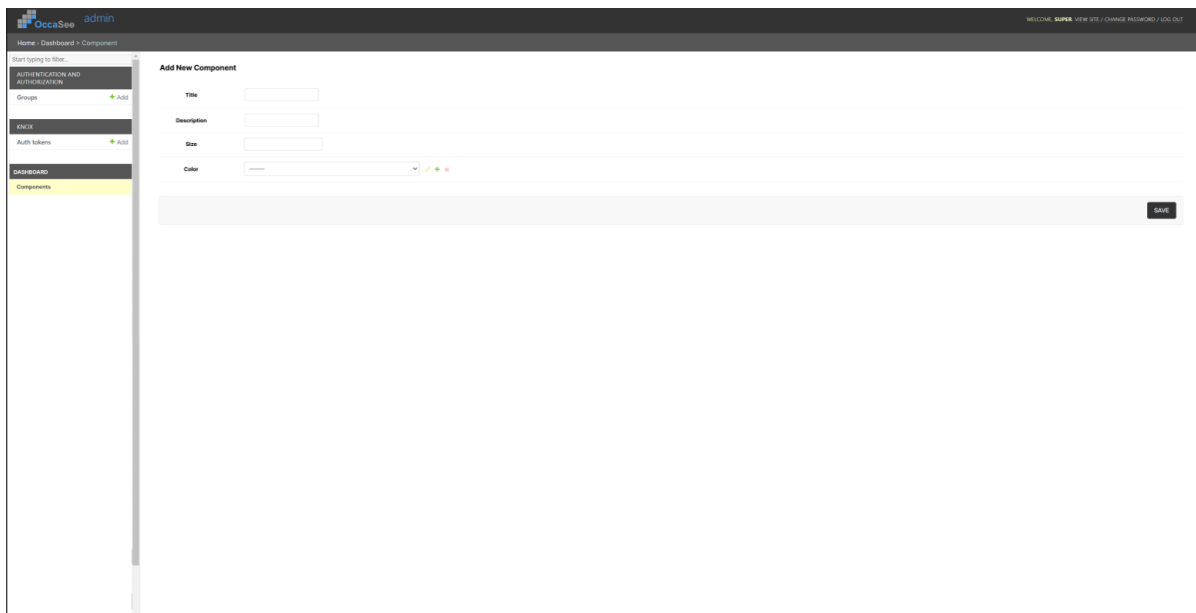 OccaSee admin
WELCOME, SUPER VIEW SITE / CHANGE PASSWORD / LOG OUT
Home › Dashboard > Component
Start typing to filter...
AUTHENTICATION AND
AUTHORIZATION
Groups + Add
KNOX
Auth tokens + Add
DASHBOARD
Components
Add New Component
Title
Description
Size
Color
--------
SAVE